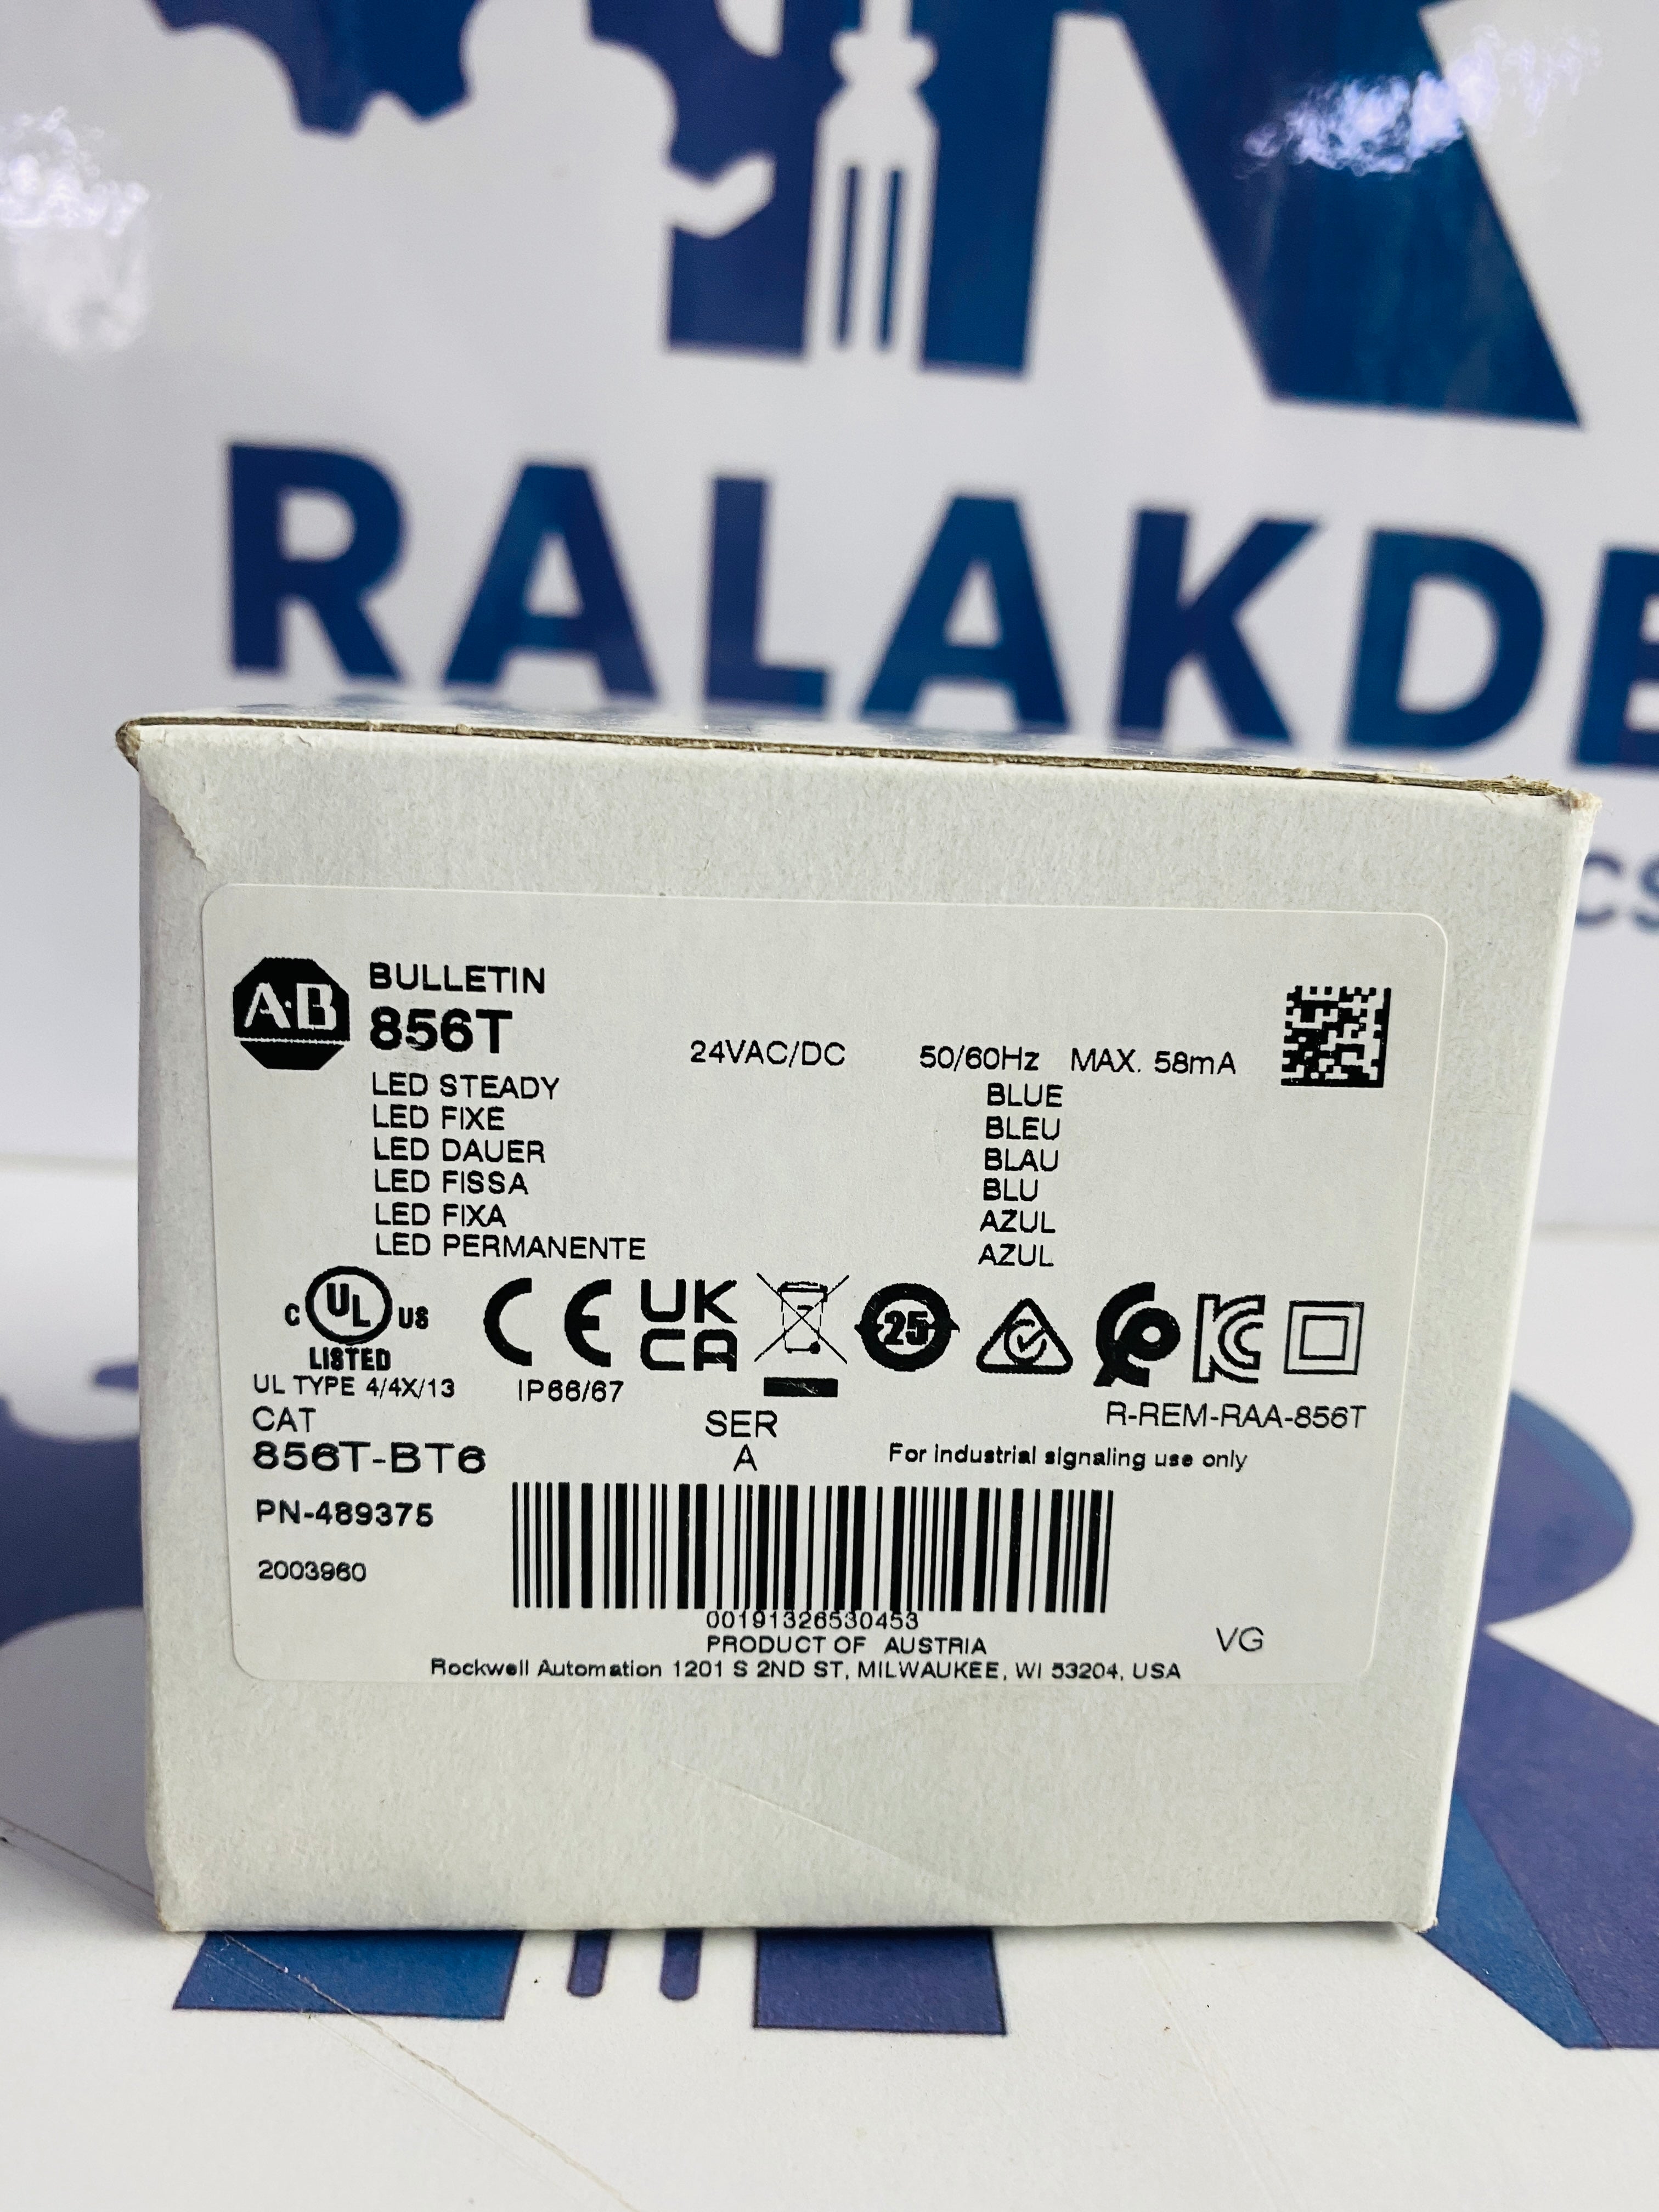 RALAKDE
CS
A·B
BULLETIN
856T
24VAC/DC 50/60Hz MAX. 58mA
LED STEADY BLUE
LED FIXE BLEU
LED DAUER BLAU
LED FISSA BLU
LED FIXA AZUL
LED PERMANENTE AZUL
C UL US
LISTED
CE
UK
CA
25
UL TYPE 4/4X/13 IP66/67
R-REM-RAA-856T
CAT SER
856T-BT6 A For industrial signaling use only
PN-489375
2003960
00191326530453
PRODUCT OF AUSTRIA VG
Rockwell Automation 1201 S 2ND ST, MILWAUKEE, WI 53204, USA